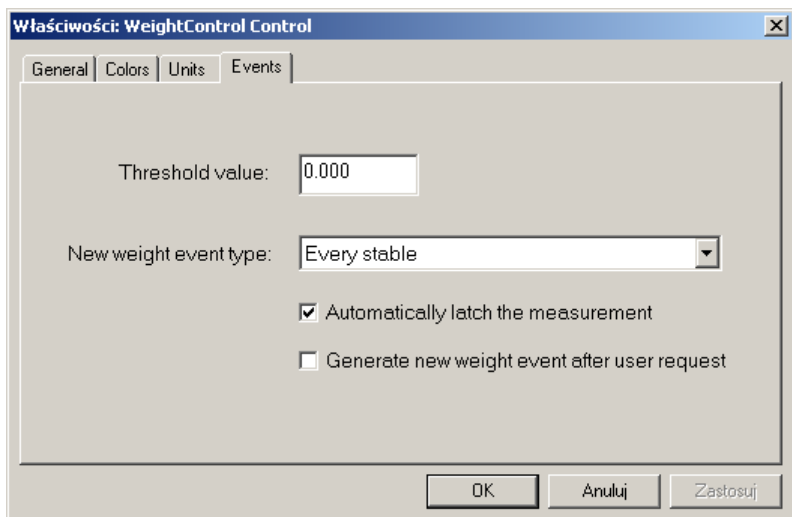 Właściwości: WeightControl Control
General Colors Units Events
Threshold value: 0.000
New weight event type: Every stable
Automatically latch the measurement
Generate new weight event after user request
OK Anuluj Zastosuj